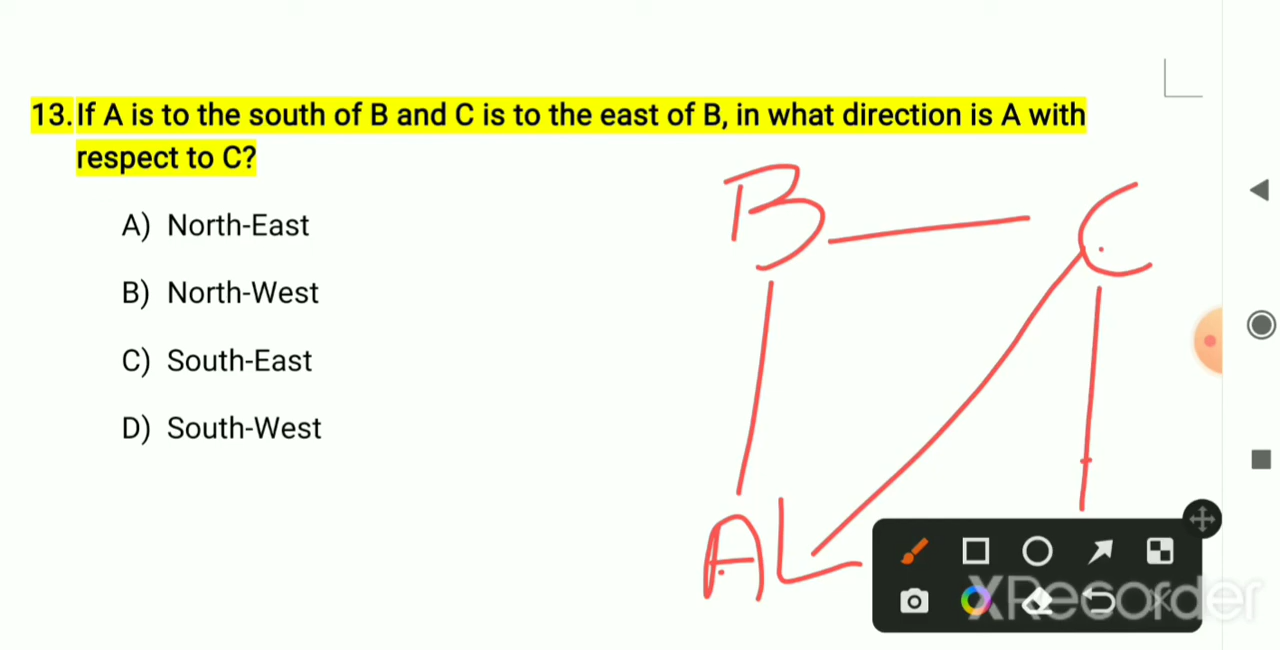 13. If A is to the south of B and C is to the east of B, in what direction is A with
respect to C?
A) North-East
B) North-West
C) South-East
D) South-West
B
C
A
XRecorder